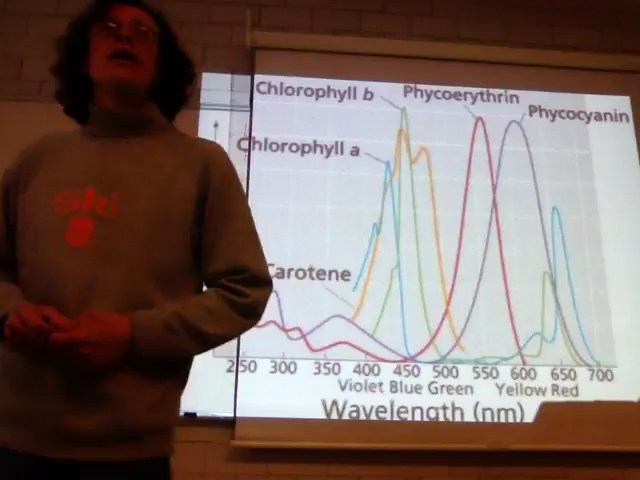 Chlorophyll b
Phycoerythrin
Phycocyanin
Chlorophyll a
Ski
Carotene
250 300 350 400 450 500 550 600 650 700
Violet Blue Green Yellow Red
Wavelength (nm)